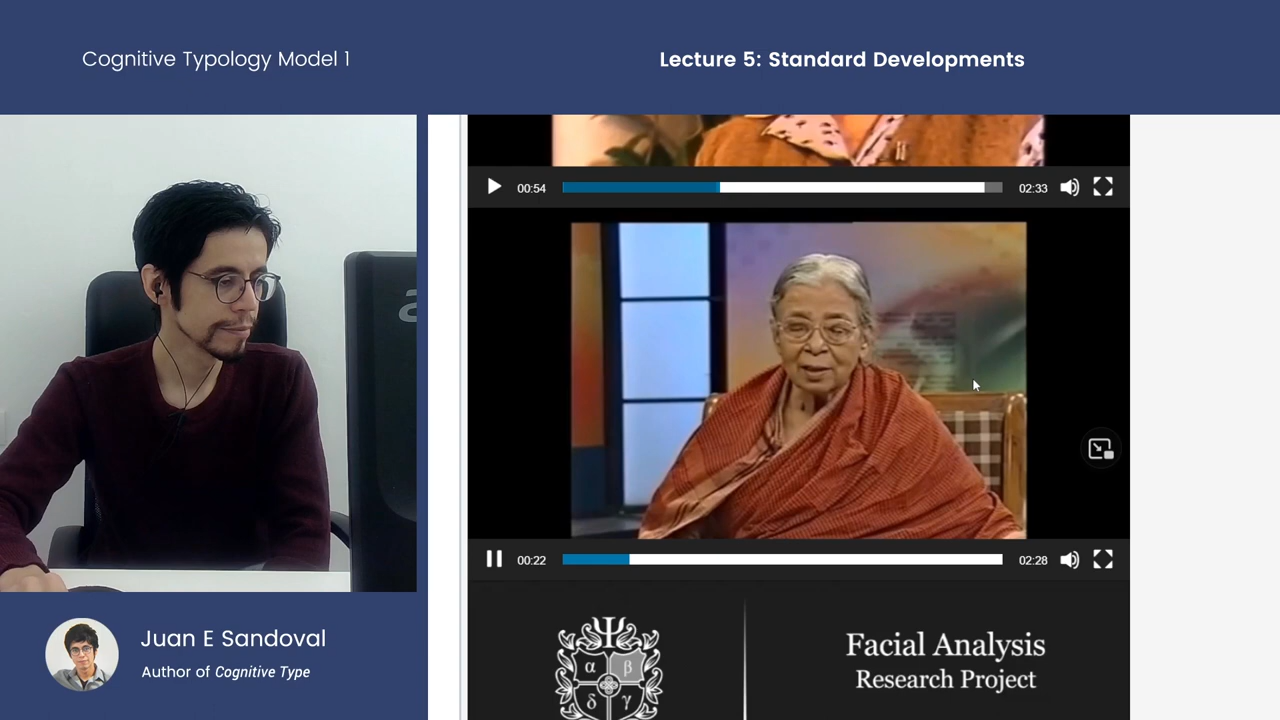 Cognitive Typology Model 1
Lecture 5: Standard Developments
00:54
02:33
00:22
02:28
Juan E Sandoval
Author of Cognitive Type
Ψ
α β
δ γ
Facial Analysis
Research Project